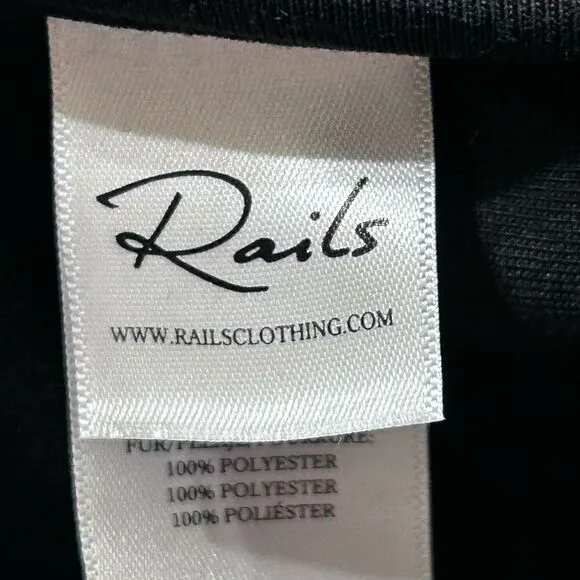 Rails
WWW.RAILSCLOTHING.COM
100% POLYESTER
100% POLYESTER
100% POLIÉSTER